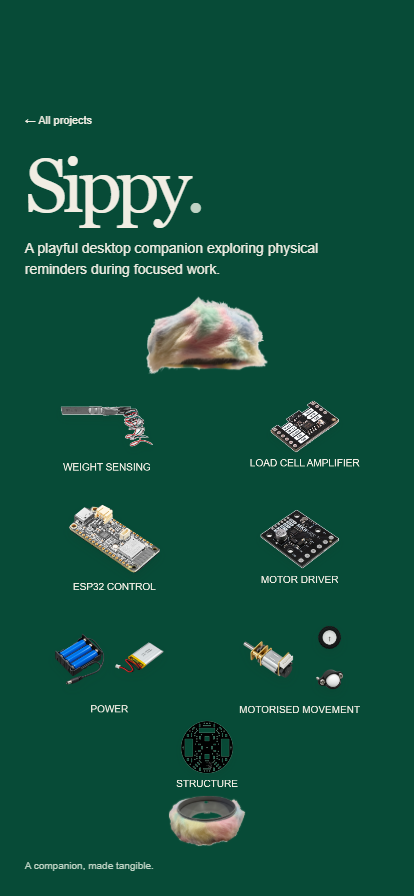 ← All projects
Sippy.
A playful desktop companion exploring physical
reminders during focused work.
WEIGHT SENSING
LOAD CELL AMPLIFIER
ESP32 CONTROL
MOTOR DRIVER
POWER
MOTORISED MOVEMENT
STRUCTURE
A companion, made tangible.